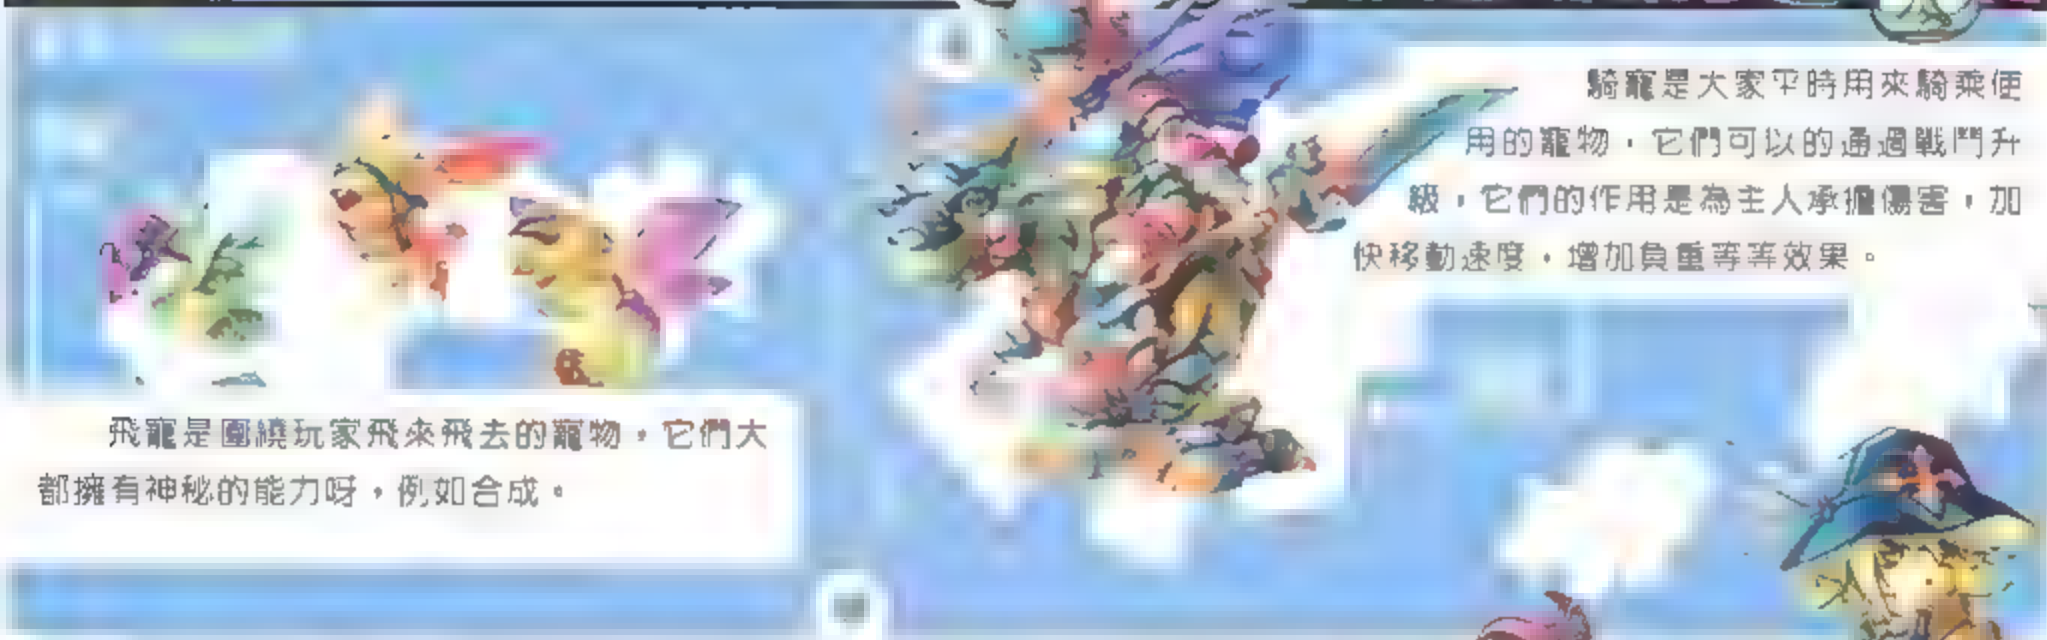 騎寵是大家平時用來騎乘使
用的寵物，它們可以的通過戰鬥升
級，它們的作用是為主人承擔傷害，加
快移動速度，增加負重等等效果。
飛寵是圍繞玩家飛來飛去的寵物，它們大
都擁有神秘的能力呀，例如合成。